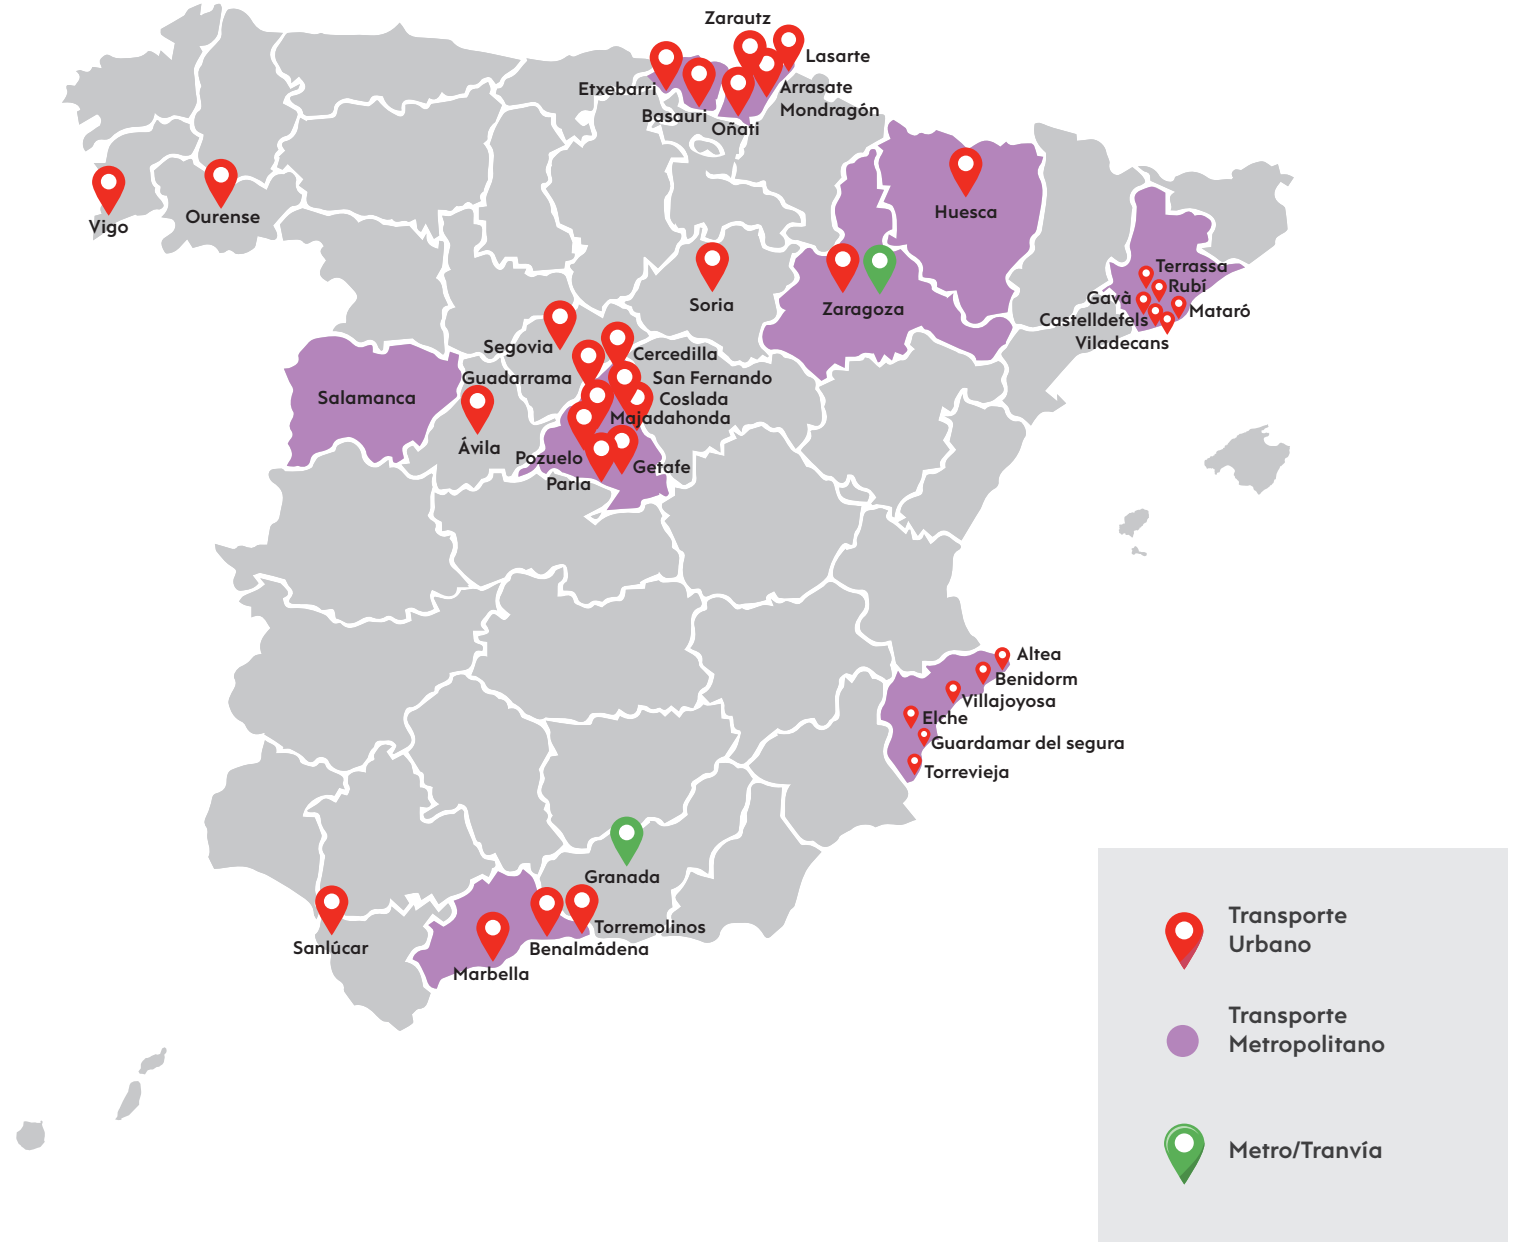 Zarautz
Lasarte
Etxebarri
Arrasate
Mondragón
Basauri
Oñati
Vigo
Ourense
Huesca
Soria
Zaragoza
Terrassa
Rubí
Gavà
Mataró
Castelldefels
Viladecans
Segovia
Cercedilla
Guadarrama
San Fernando
Salamanca
Coslada
Majadahonda
Ávila
Pozuelo
Getafe
Parla
Altea
Benidorm
Villajoyosa
Elche
Guardamar del segura
Torrevieja
Granada
Sanlúcar
Torremolinos
Benalmádena
Marbella
Transporte
Urbano
Transporte
Metropolitano
Metro/Tranvía